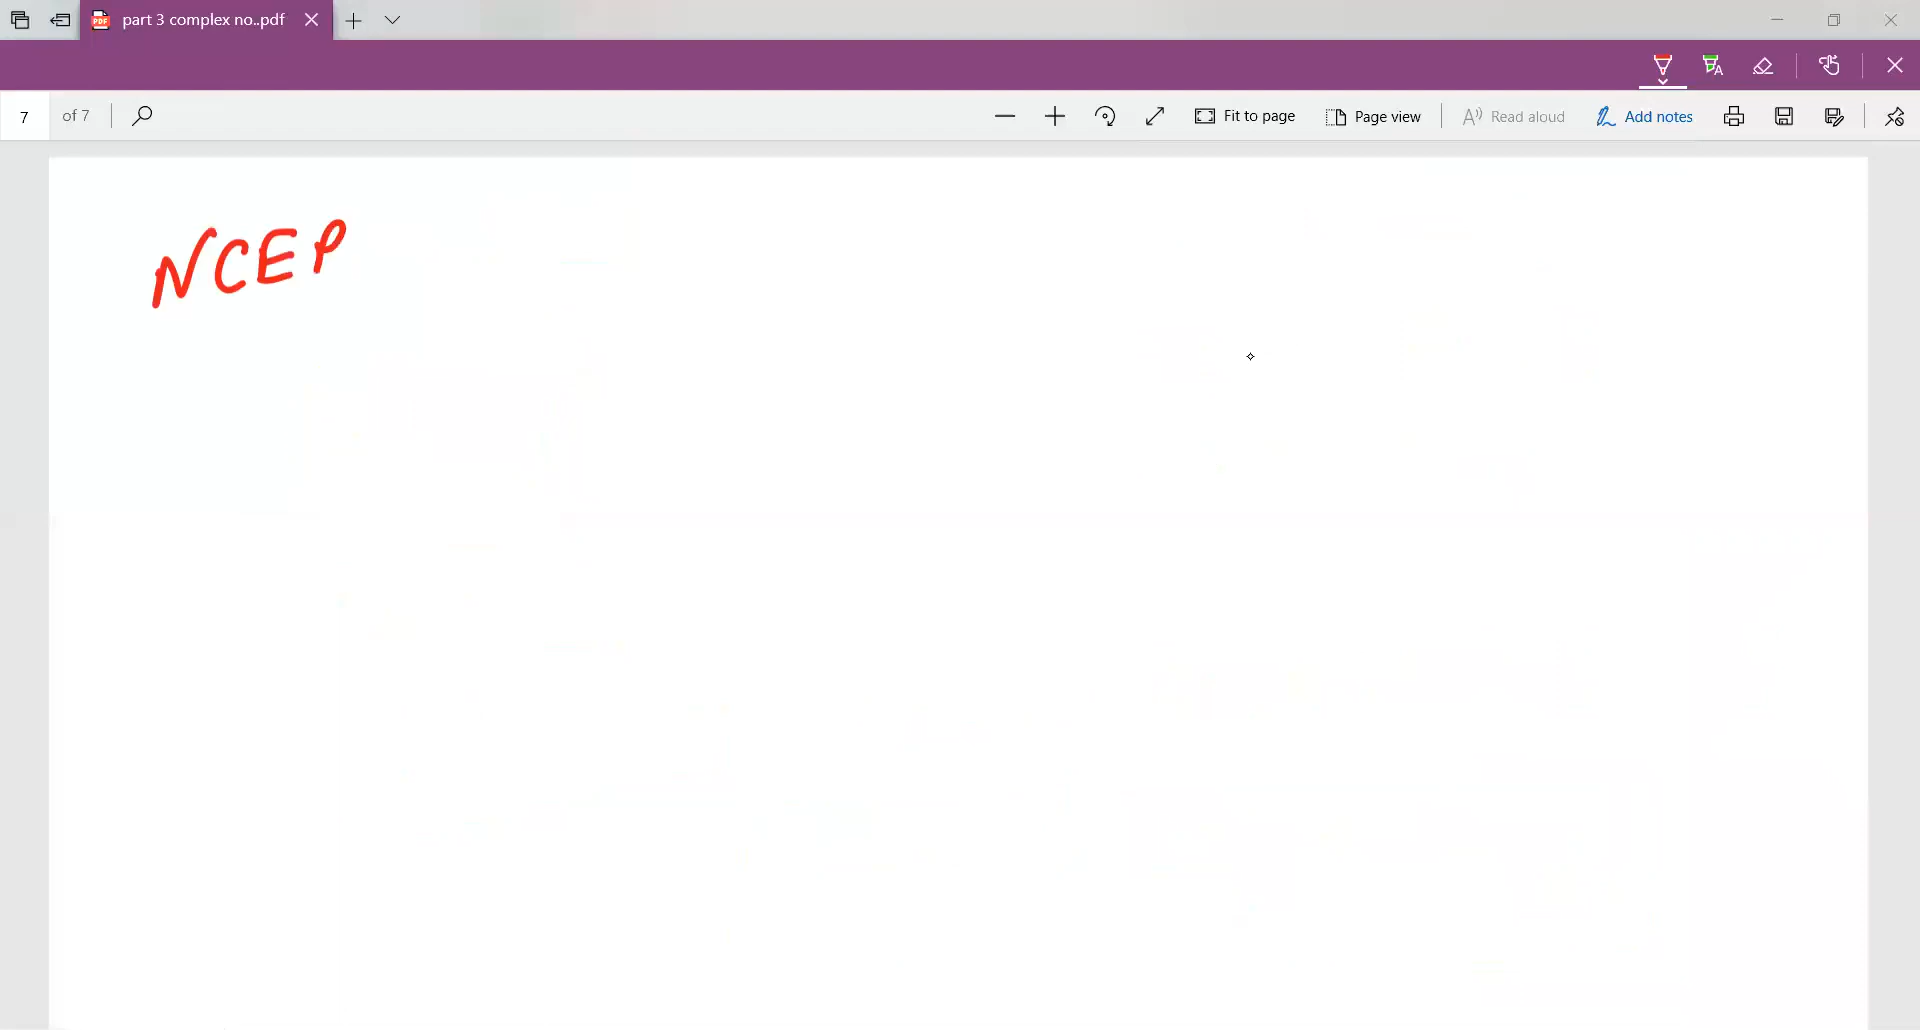 part 3 complex no..pdf
7 of 7
Fit to page
Page view
Read aloud
Add notes
NCEP